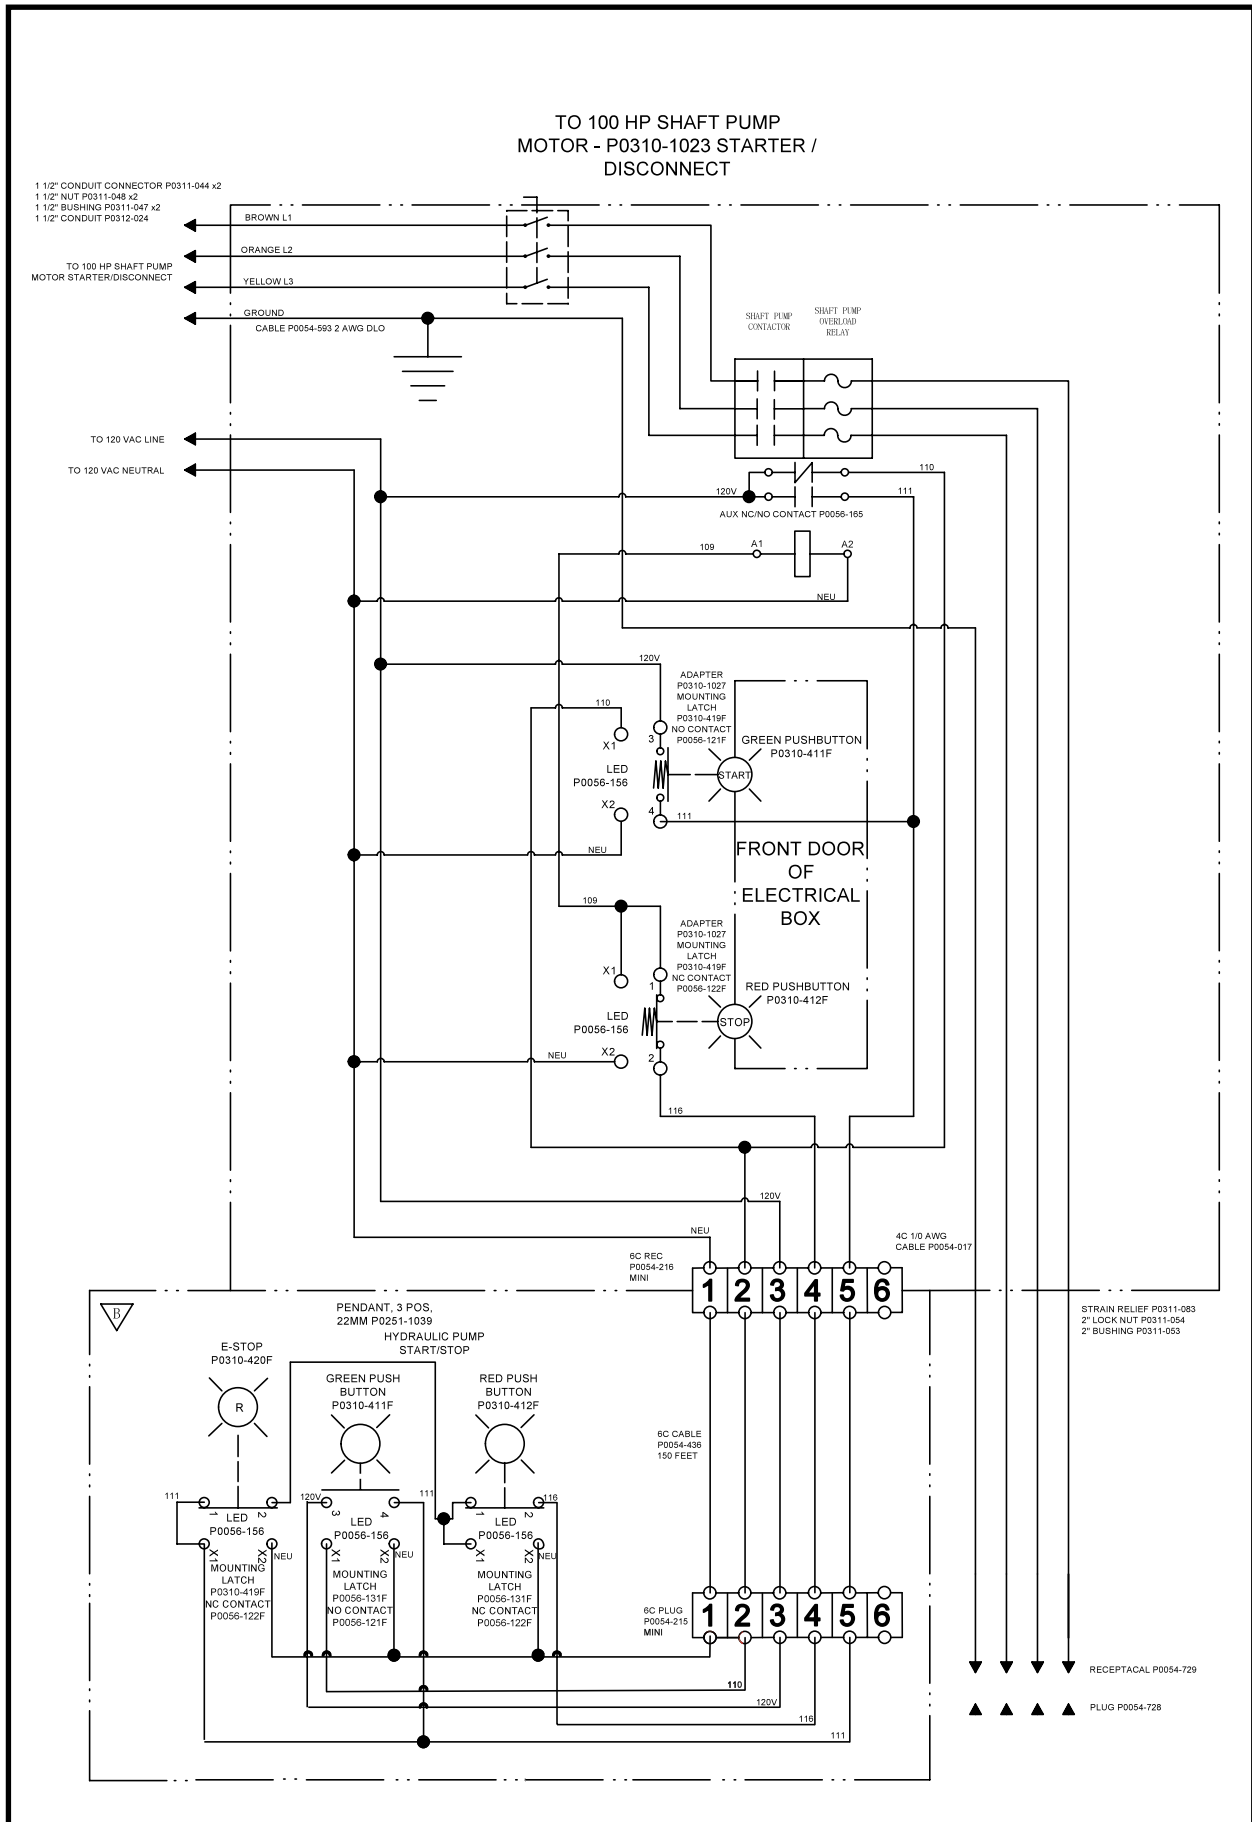 TO 100 HP SHAFT PUMP
MOTOR - P0310-1023 STARTER /
DISCONNECT
1 1/2" CONDUIT CONNECTOR P0311-044 x2
1 1/2" NUT P0311-048 x2
1 1/2" BUSHING P0311-047 x2
1 1/2" CONDUIT P0312-024
BROWN L1
ORANGE L2
TO 100 HP SHAFT PUMP
MOTOR STARTER/DISCONNECT
YELLOW L3
GROUND
CABLE P0054-593 2 AWG DLO
SHAFT PUMP
CONTACTOR
SHAFT PUMP
OVERLOAD
RELAY
TO 120 VAC LINE
TO 120 VAC NEUTRAL
110
120V
111
AUX NC/NO CONTACT P0056-165
109
A1
A2
NEU
120V
ADAPTER
P0310-1027
MOUNTING
LATCH
P0310-419F
NO CONTACT
P0056-121F
110
X1
3
GREEN PUSHBUTTON
P0310-411F
LED
P0056-156
START
X2
4
111
NEU
FRONT DOOR
OF
ELECTRICAL
BOX
109
ADAPTER
P0310-1027
MOUNTING
LATCH
P0310-419F
NC CONTACT
P0056-122F
X1
1
RED PUSHBUTTON
P0310-412F
LED
P0056-156
STOP
X2
2
NEU
116
120V
NEU
4C 1/0 AWG
CABLE P0054-017
6C REC
P0054-216
MINI
1 2 3 4 5 6
B
PENDANT, 3 POS,
22MM P0251-1039
HYDRAULIC PUMP
START/STOP
STRAIN RELIEF P0311-083
2" LOCK NUT P0311-054
2" BUSHING P0311-053
E-STOP
P0310-420F
R
GREEN PUSH
BUTTON
P0310-411F
RED PUSH
BUTTON
P0310-412F
6C CABLE
P0054-436
150 FEET
111
1
2
LED
P0056-156
X1
X2
NEU
MOUNTING
LATCH
P0310-419F
NC CONTACT
P0056-122F
120V
3
4
111
LED
P0056-156
X1
X2
NEU
MOUNTING
LATCH
P0056-131F
NO CONTACT
P0056-121F
1
2
116
LED
P0056-156
X1
X2
NEU
MOUNTING
LATCH
P0056-131F
NC CONTACT
P0056-122F
6C PLUG
P0054-215
MINI
1 2 3 4 5 6
110
120V
116
111
RECEPTACAL P0054-729
PLUG P0054-728